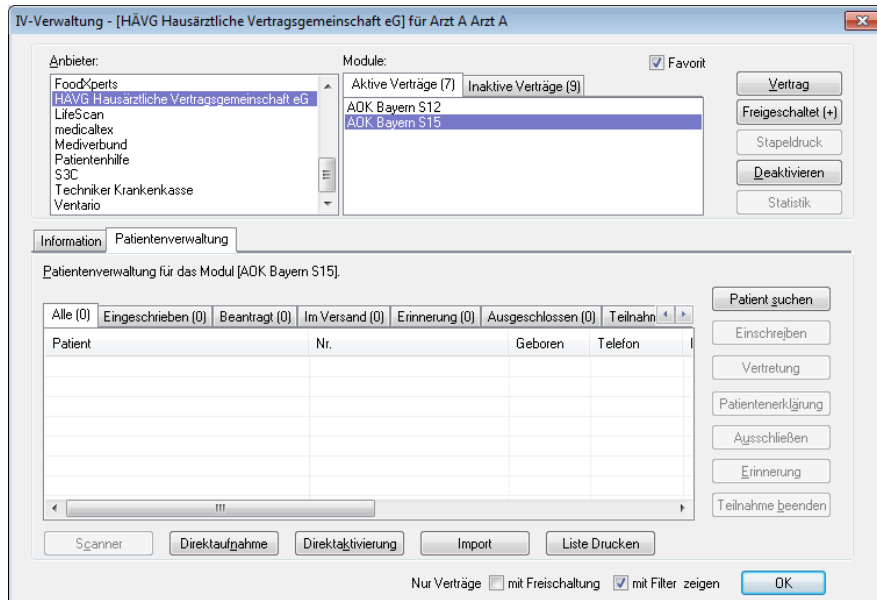 IV-Verwaltung - [HÄVG Hausärztliche Vertragsgemeinschaft eG] für Arzt A Arzt A
Anbieter:
FoodXperts
HÄVG Hausärztliche Vertragsgemeinschaft eG
LifeScan
medicaltex
Mediverbund
Patientenhilfe
S3C
Techniker Krankenkasse
Ventario
Module:
Favorit
Aktive Verträge (7) Inaktive Verträge (9)
AOK Bayern S12
AOK Bayern S15
Vertrag
Freigeschaltet (+)
Stapeldruck
Deaktivieren
Statistik
Information Patientenverwaltung
Patientenverwaltung für das Modul [AOK Bayern S15].
Alle (0) Eingeschrieben (0) Beantragt (0) Im Versand (0) Erinnerung (0) Ausgeschlossen (0) Teilnahm
Patient Nr. Geboren Telefon
Patient suchen
Einschreiben
Vertretung
Patientenerklärung
Ausschließen
Erinnerung
Teilnahme beenden
Scanner Direktaufnahme Direktaktivierung Import Liste Drucken
Nur Verträge mit Freischaltung mit Filter zeigen OK